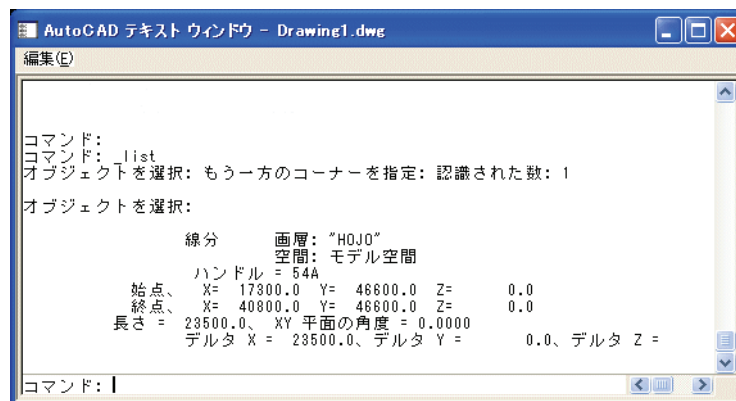 AutoCAD テキスト ウィンドウ - Drawing1.dwg
編集(E)
コマンド:
コマンド: _list
オブジェクトを選択: もう一方のコーナーを指定: 認識された数: 1
オブジェクトを選択:
線分 画層: "HOJO"
空間: モデル空間
ハンドル = 54A
始点、 X= 17300.0 Y= 46600.0 Z= 0.0
終点、 X= 40800.0 Y= 46600.0 Z= 0.0
長さ = 23500.0、 XY 平面の角度 = 0.0000
デルタ X = 23500.0、デルタ Y = 0.0、デルタ Z =
コマンド: